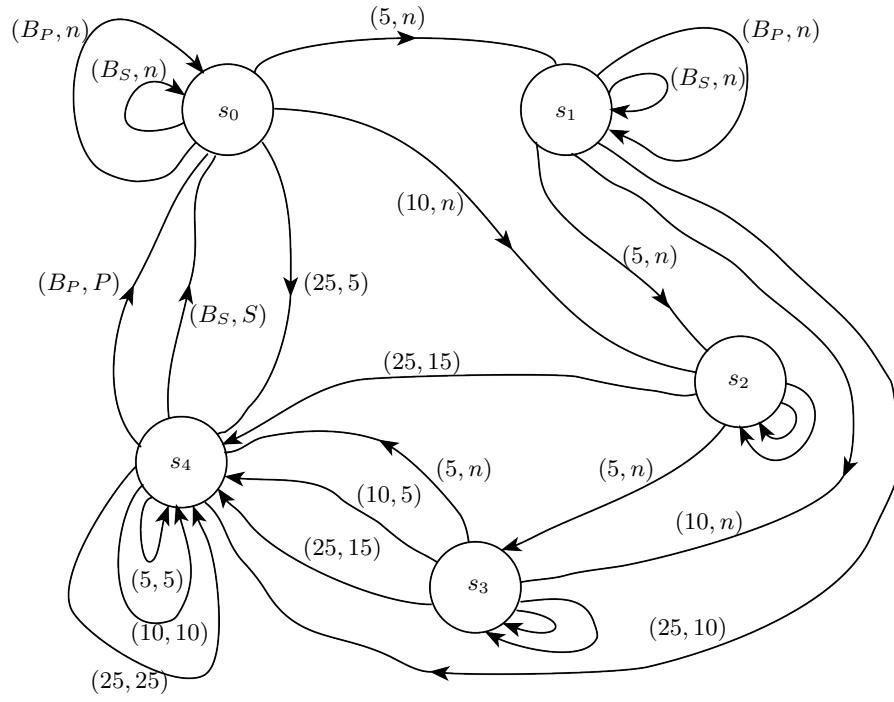 (5, n)
(B_P, n)
(B_P, n)
(B_S, n)
(B_S, n)
s_0
s_1
(10, n)
(5, n)
(B_P, P)
(25, 5)
(B_S, S)
(25, 15)
s_2
s_4
(5, n)
(5, n)
(10, 5)
(10, n)
(25, 15)
(5, 5)
s_3
(10, 10)
(25, 10)
(25, 25)